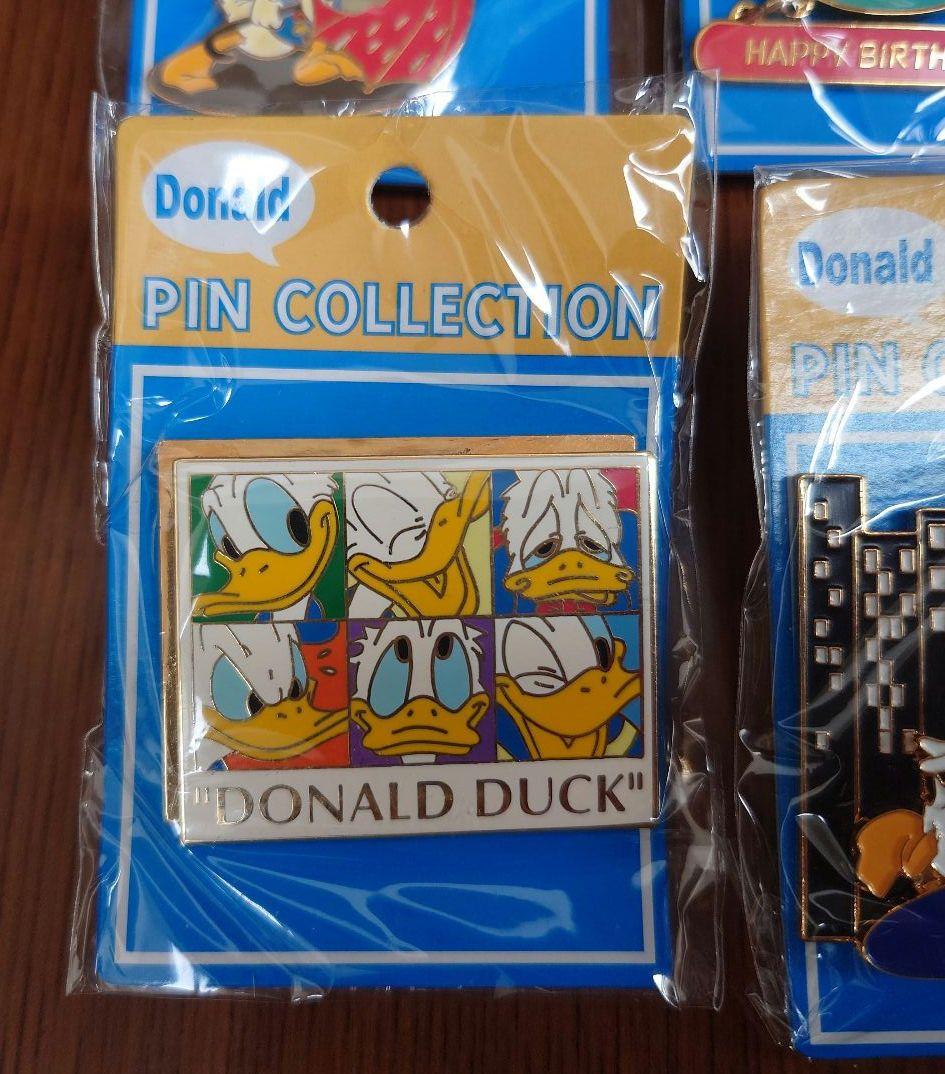 HAPPY BIRTH
Donald
PIN COLLECTION
"DONALD DUCK"
Donald
PIN